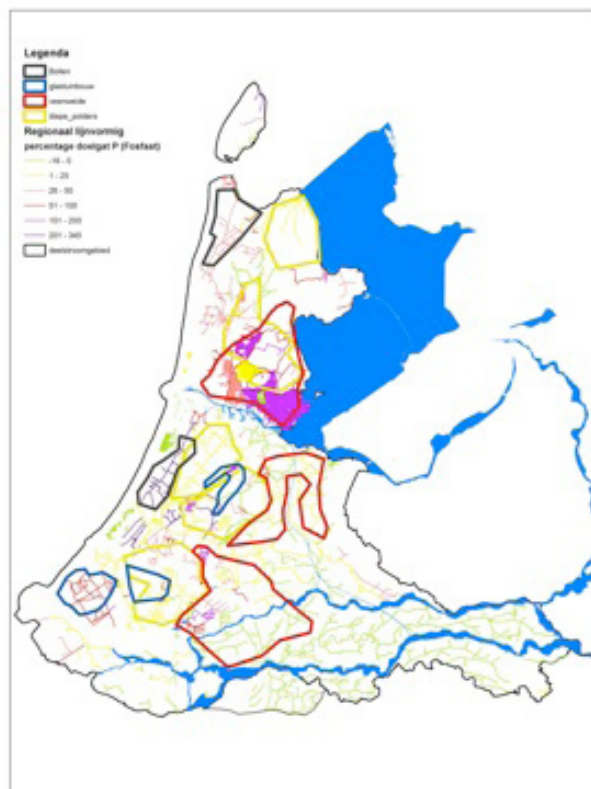 Legenda
Bollen
glastuinbouw
veenweide
diepe_polders
Regionaal lijnvormig
percentage doelgat P (Fosfaat)
-16 - 0
1 - 25
26 - 50
51 - 100
101 - 200
201 - 345
deelstroomgebied